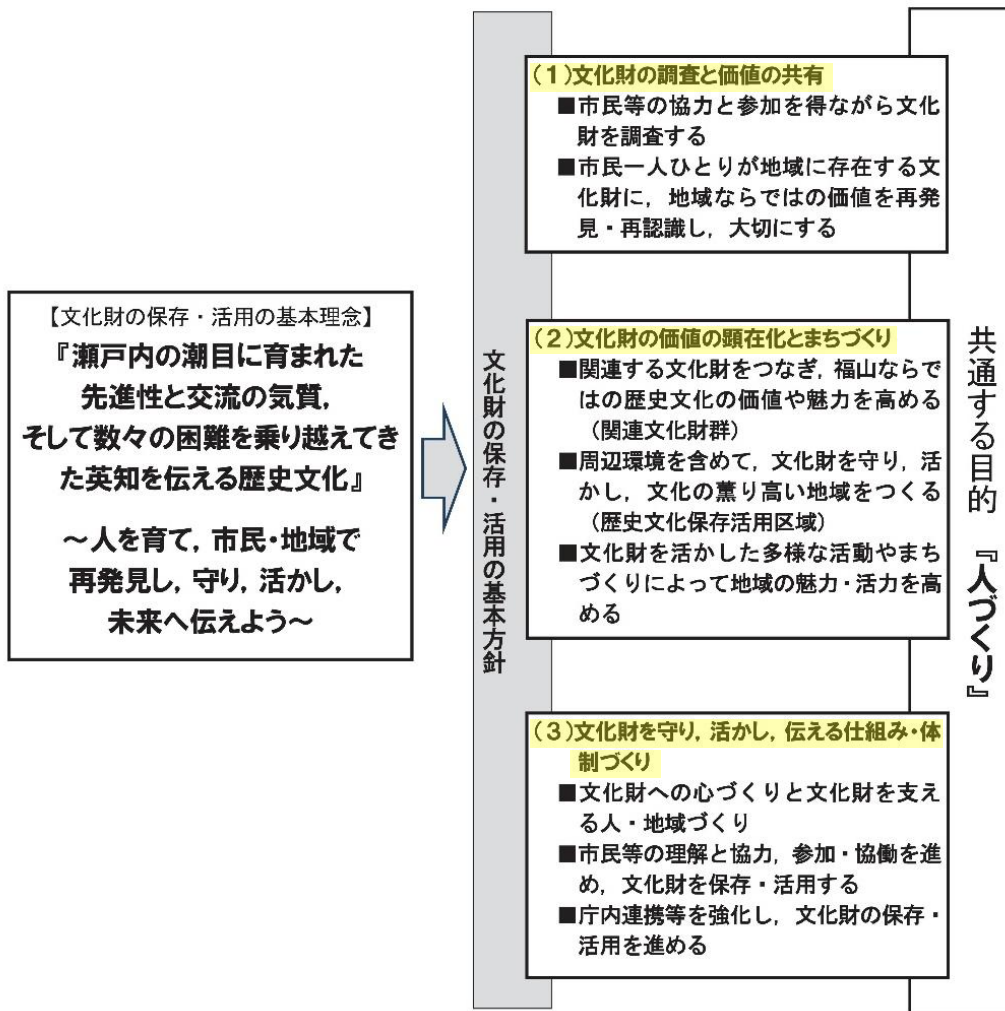 【文化財の保存・活用の基本理念】
『瀬戸内の潮目に育まれた
先進性と交流の気質,
そして数々の困難を乗り越えてき
た英知を伝える歴史文化』
～人を育て, 市民・地域で
再発見し, 守り, 活かし,
未来へ伝えよう～
文化財の保存・活用の基本方針
(1)文化財の調査と価値の共有
■市民等の協力と参加を得ながら文化
財を調査する
■市民一人ひとりが地域に存在する文
化財に, 地域ならではの価値を再発
見・再認識し, 大切にする
(2)文化財の価値の顕在化とまちづくり
■関連する文化財をつなぎ, 福山ならで
はの歴史文化の価値や魅力を高める
(関連文化財群)
■周辺環境を含めて, 文化財を守り, 活
かし, 文化の薫り高い地域をつくる
(歴史文化保存活用区域)
■文化財を活かした多様な活動やまち
づくりによって地域の魅力・活力を高
める
(3)文化財を守り, 活かし, 伝える仕組み・体
制づくり
■文化財への心づくりと文化財を支え
る人・地域づくり
■市民等の理解と協力, 参加・協働を進
め, 文化財を保存・活用する
■庁内連携等を強化し, 文化財の保存・
活用を進める
共通する目的 『人づくり』